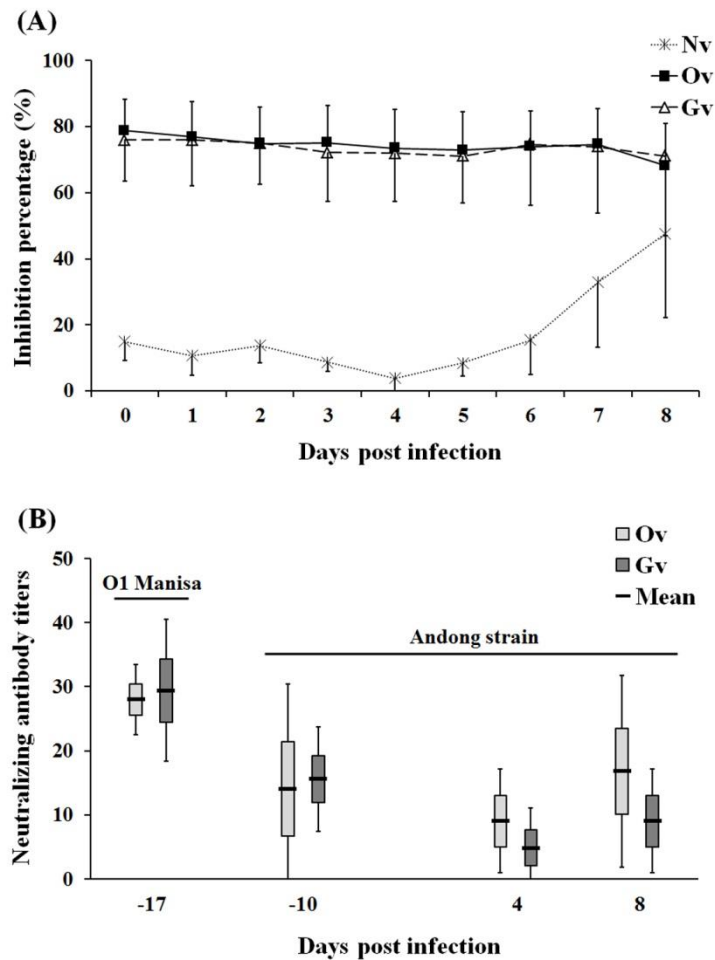 (A)
Nv
Ov
Gv
100
80
60
40
20
0
Inhibition percentage (%)
0 1 2 3 4 5 6 7 8
Days post infection
(B)
Ov
Gv
Mean
O1 Manisa
Andong strain
50
40
30
20
10
0
Neutralizing antibody titers
-17 -10 4 8
Days post infection